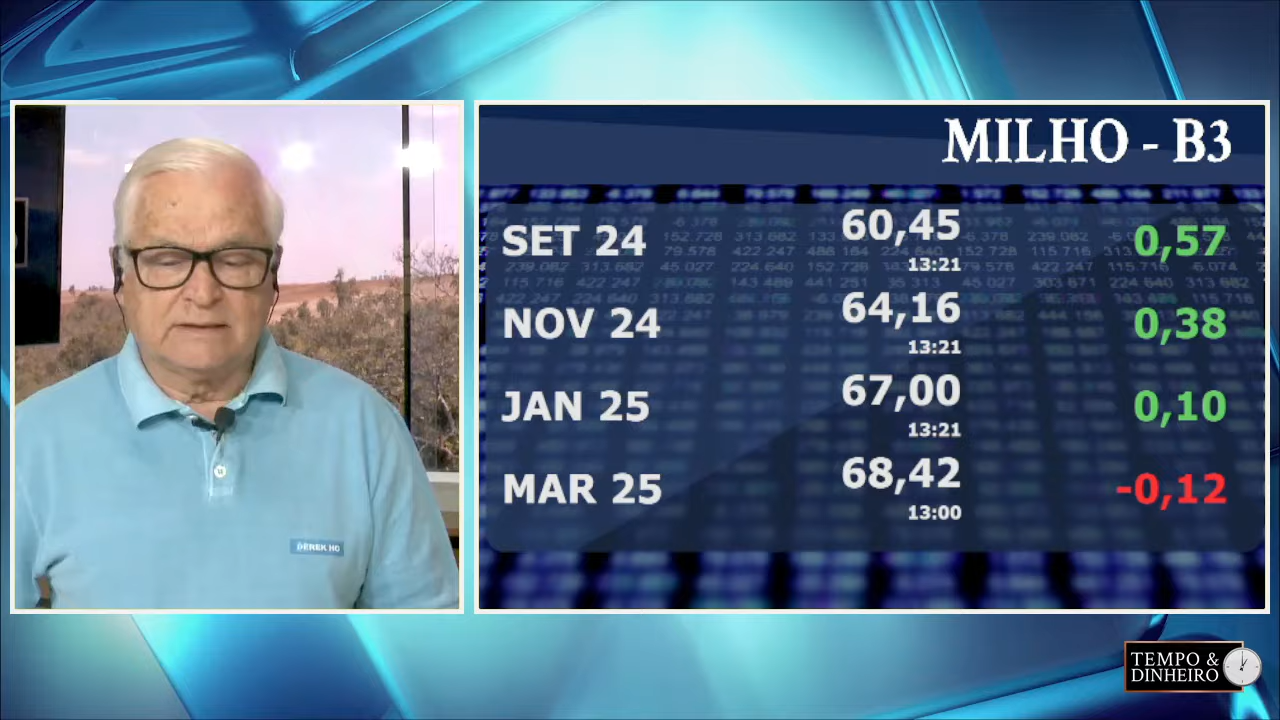 MILHO - B3
SET 24
60,45
13:21
0,57
NOV 24
64,16
13:21
0,38
JAN 25
67,00
13:21
0,10
MAR 25
68,42
13:00
-0,12
DEREK HO
TEMPO &
DINHEIRO